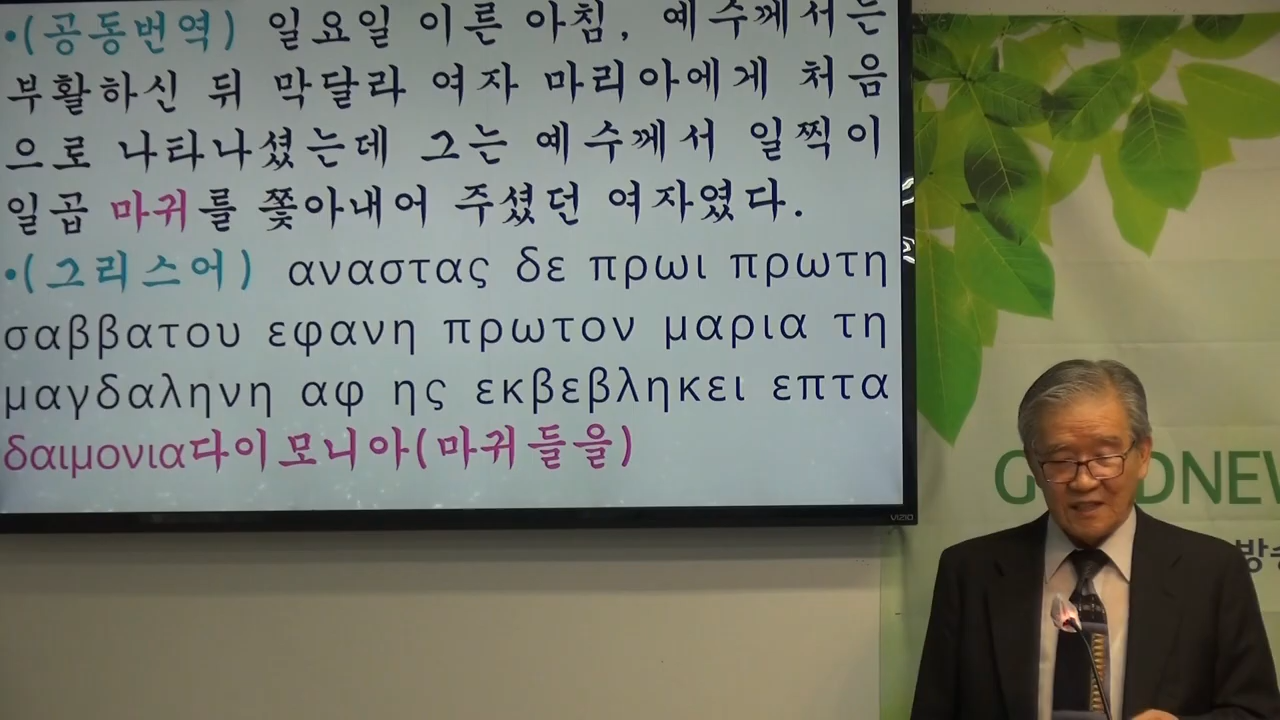 •(공동번역) 일요일 이른 아침, 예수께서는
부활하신 뒤 막달라 여자 마리아에게 처음
으로 나타나셨는데 그는 예수께서 일찍이
일곱 마귀를 쫓아내어 주셨던 여자였다.
•(그리스어) αναστας δε πρωι πρωτη
σαββατου εφανη πρωτον μαρια τη
μαγδαληνη αφ ης εκβεβληκει επτα
δαιμονια다이모니아(마귀들을)
VIZIO
방송